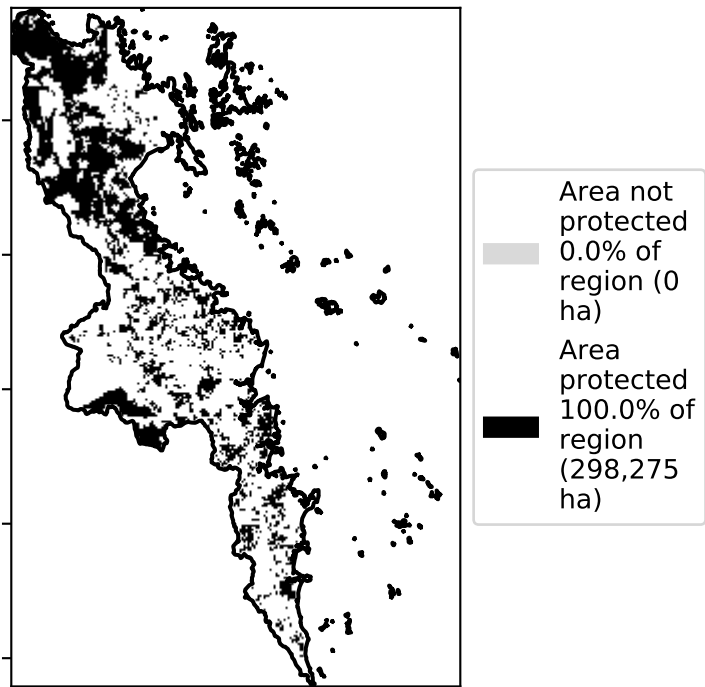 Area not
protected
0.0% of
region (0
ha)
Area
protected
100.0% of
region
(298,275
ha)